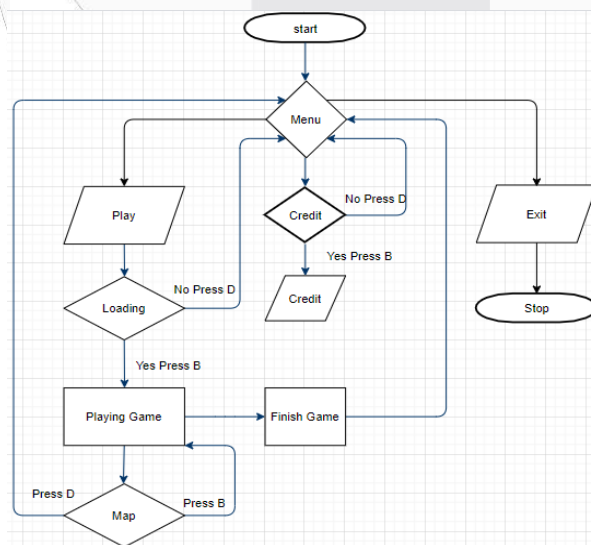 start
Menu
Play
Credit
No Press D
Exit
Yes Press B
No Press D
Credit
Loading
Stop
Yes Press B
Playing Game
Finish Game
Press D
Press B
Map